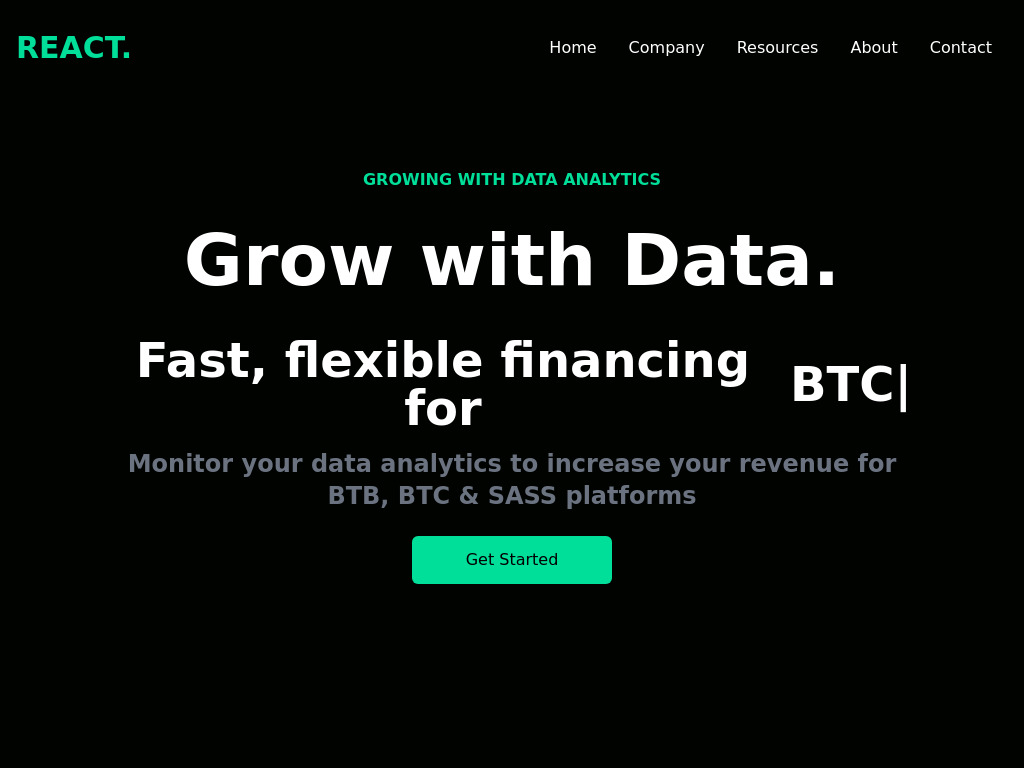 REACT.
Home Company Resources About Contact
GROWING WITH DATA ANALYTICS
Grow with Data.
Fast, flexible financing
for
BTC|
Monitor your data analytics to increase your revenue for
BTB, BTC & SASS platforms
Get Started